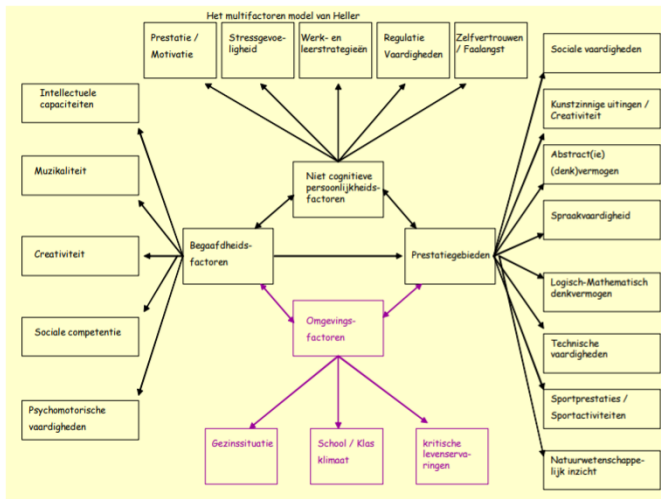 Het multifactoren model van Heller
Prestatie /
Motivatie
Stressgevoe-
ligheid
Werk- en
leerstrategieën
Regulatie
Vaardigheden
Zelfvertrouwen
/ Faalangst
Sociale vaardigheden
Intellectuele
capaciteiten
Kunstzinnige uitingen /
Creativiteit
Muzikaliteit
Niet cognitieve
persoonlijkheids-
factoren
Abstract(ie)
(denk)vermogen
Spraakvaardigheid
Creativiteit
Begaafdheids-
factoren
Prestatiegebieden
Logisch-Mathematisch
denkvermogen
Sociale competentie
Omgevings-
factoren
Technische
vaardigheden
Psychomotorische
vaardigheden
Sportprestaties /
Sportactiviteiten
Gezinssituatie
School / Klas
klimaat
kritische
levenserva-
ringen
Natuurwetenschappe-
lijk inzicht